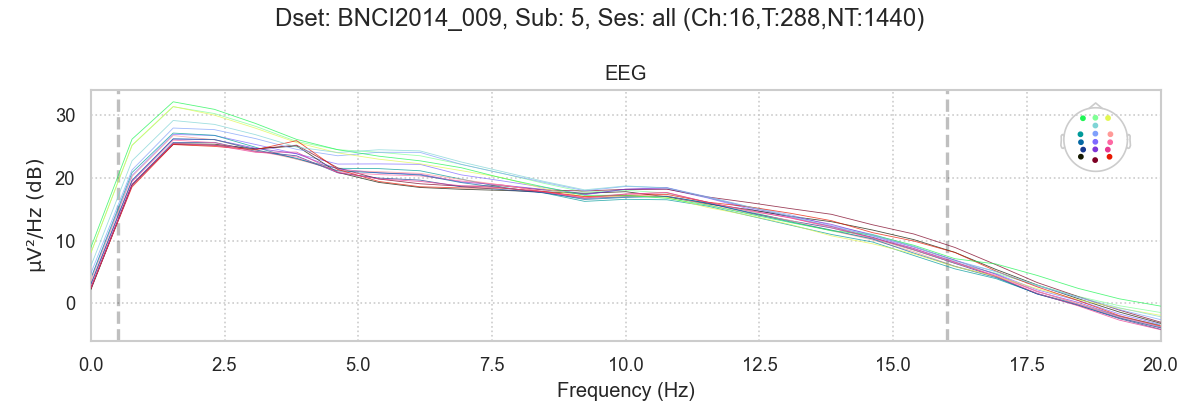 Dset: BNCI2014_009, Sub: 5, Ses: all (Ch:16,T:288,NT:1440)
EEG
µV²/Hz (dB)
30
20
10
0
0.0 2.5 5.0 7.5 10.0 12.5 15.0 17.5 20.0
Frequency (Hz)